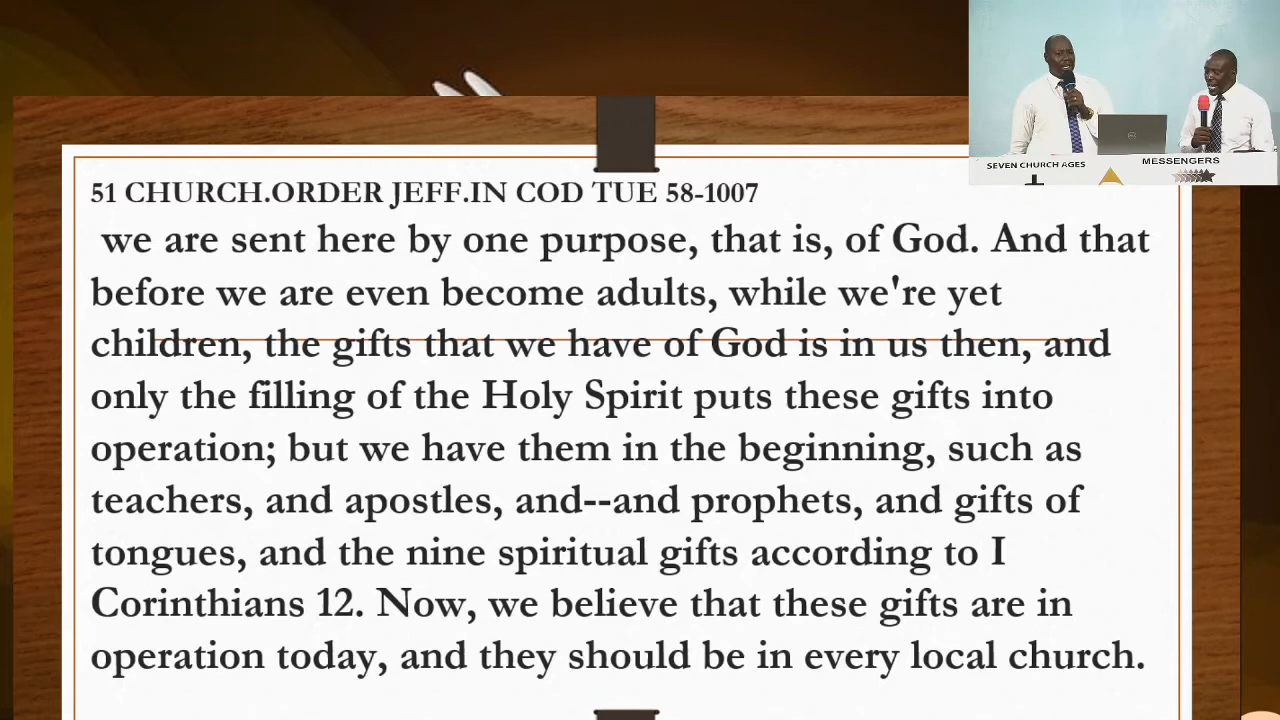 51 CHURCH.ORDER JEFF.IN COD TUE 58-1007
we are sent here by one purpose, that is, of God. And that
before we are even become adults, while we're yet
children, the gifts that we have of God is in us then, and
only the filling of the Holy Spirit puts these gifts into
operation; but we have them in the beginning, such as
teachers, and apostles, and--and prophets, and gifts of
tongues, and the nine spiritual gifts according to I
Corinthians 12. Now, we believe that these gifts are in
operation today, and they should be in every local church.
SEVEN CHURCH AGES
MESSENGERS